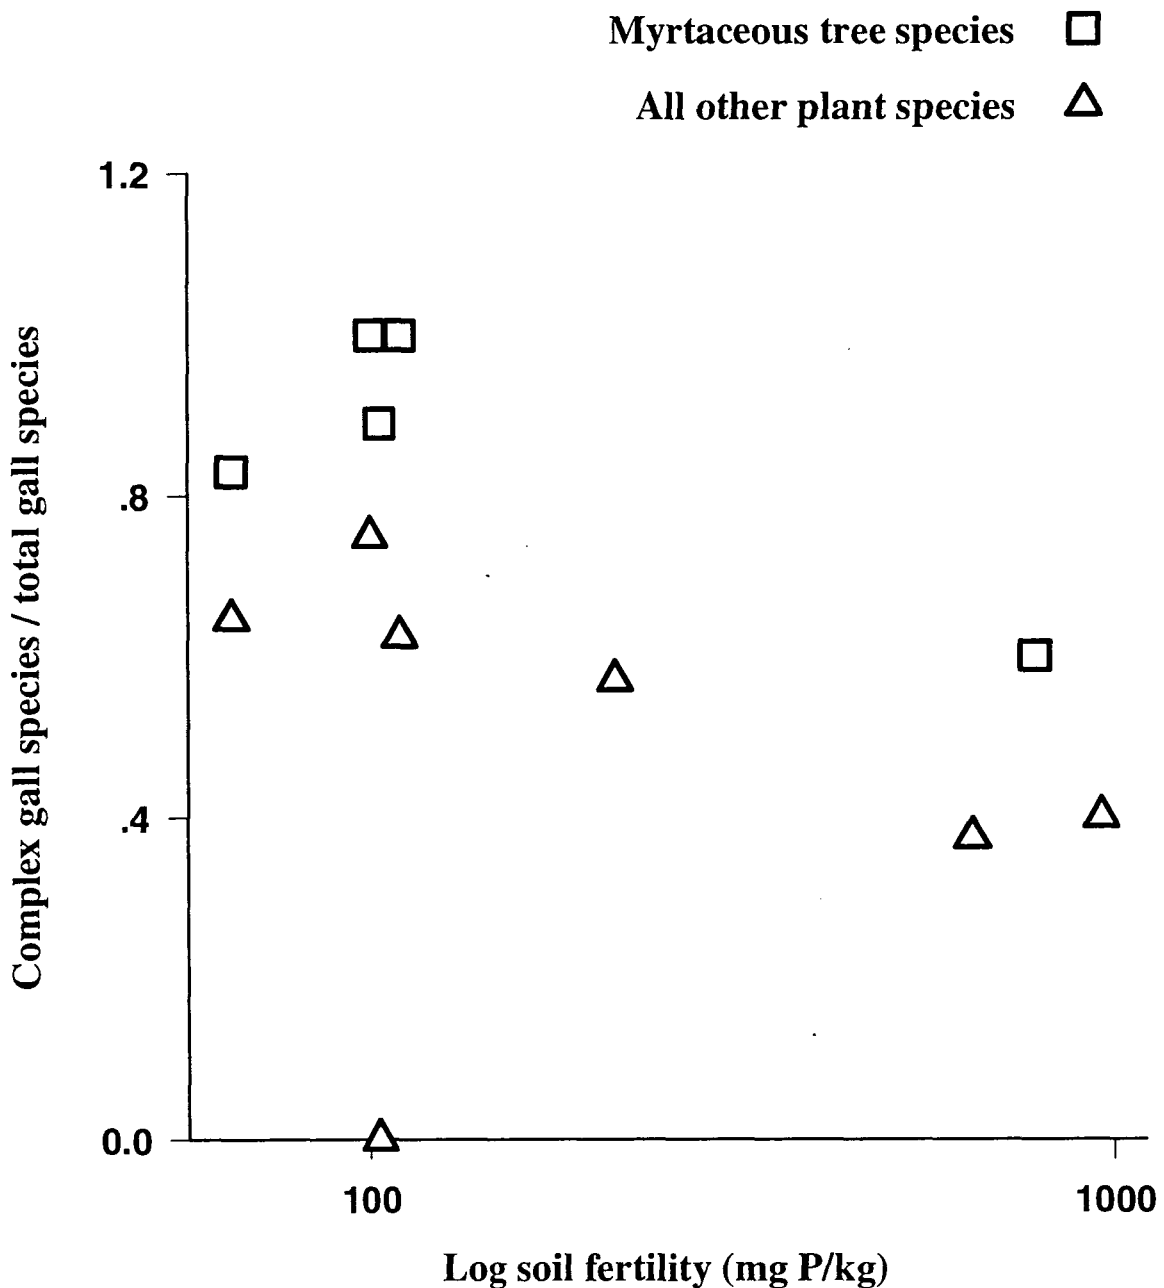 Myrtaceous tree species
All other plant species
1.2
.8
.4
0.0
100
1000
Complex gall species / total gall species
Log soil fertility (mg P/kg)